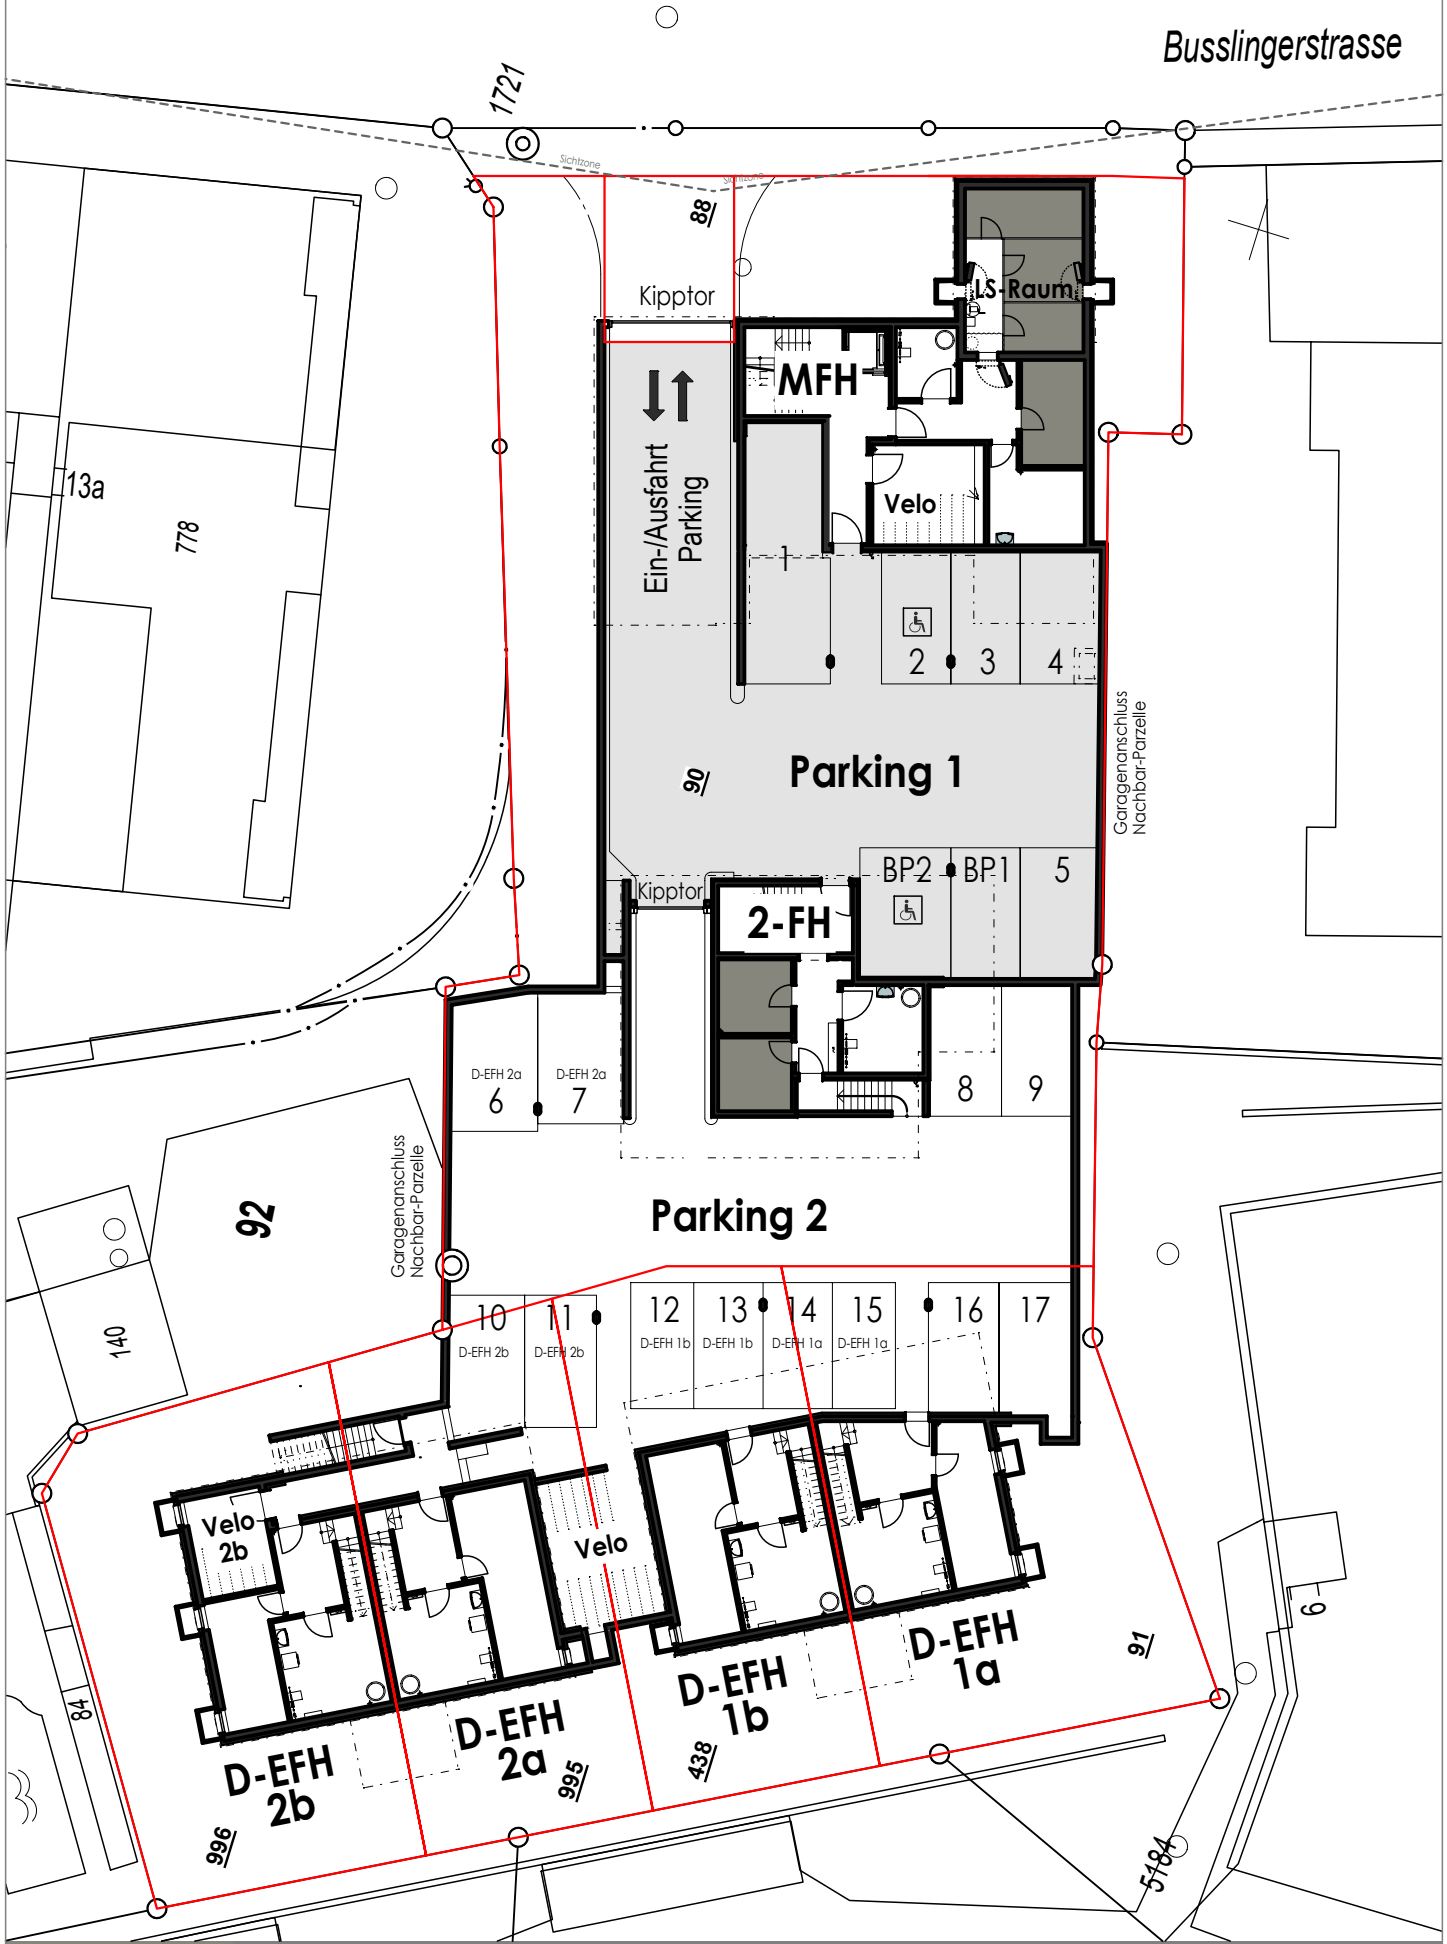 Busslingerstrasse
1721
Sichtzone
Sichtzone
88
Kipptor
LS-Raum
MFH
Ein-/Ausfahrt
Parking
13a
778
Velo
1
2
3
4
Garagenanschluss
Nachbar-Parzelle
Parking 1
90
BP2
BP1
5
Kipptor
2-FH
D-EFH 2a
6
D-EFH 2a
7
8
9
Garagenanschluss
Nachbar-Parzelle
92
Parking 2
140
10
D-EFH 2b
11
D-EFH 2b
12
D-EFH 1b
13
D-EFH 1b
14
D-EFH 1a
15
D-EFH 1a
16
17
Velo
2b
Velo
9
84
D-EFH
1a
91
D-EFH
1b
D-EFH
2a
D-EFH
2b
438
995
996
5184